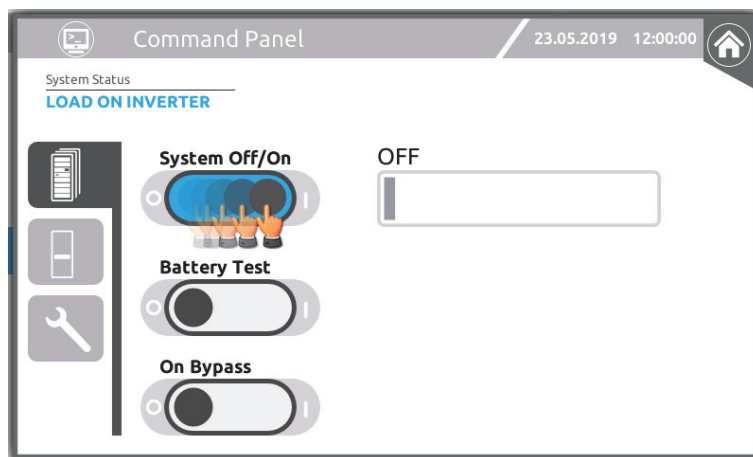 Command Panel
23.05.2019 12:00:00
System Status
LOAD ON INVERTER
System Off/On
OFF
O I
Battery Test
O I
On Bypass
O I